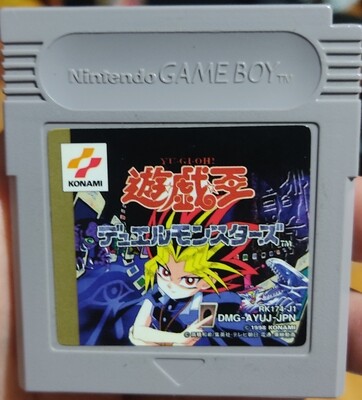 Nintendo GAME BOY TM
KONAMI
YU-GI-OH!
遊戯王
デュエルモンスターズ TM
RK174-J1
DMG-AYUJ-JPN
© 1998 KONAMI